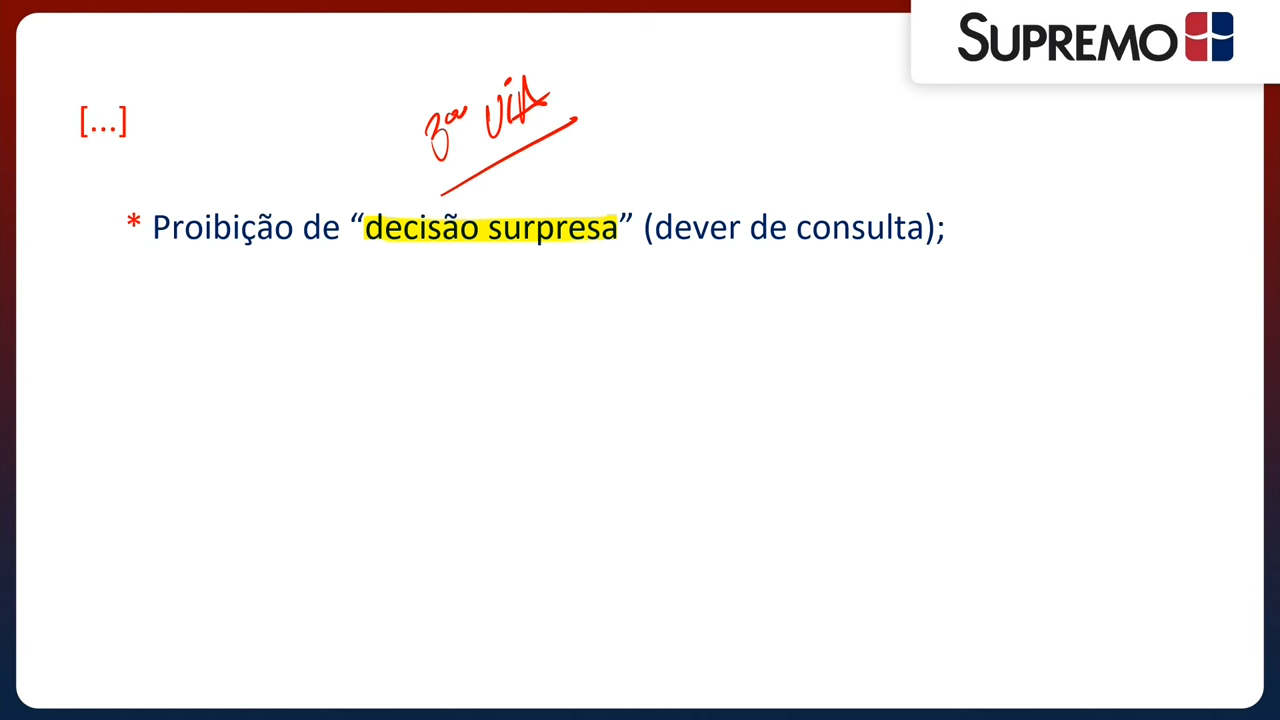 SUPREMO
[...]
3ª VIA
* Proibição de “decisão surpresa” (dever de consulta);